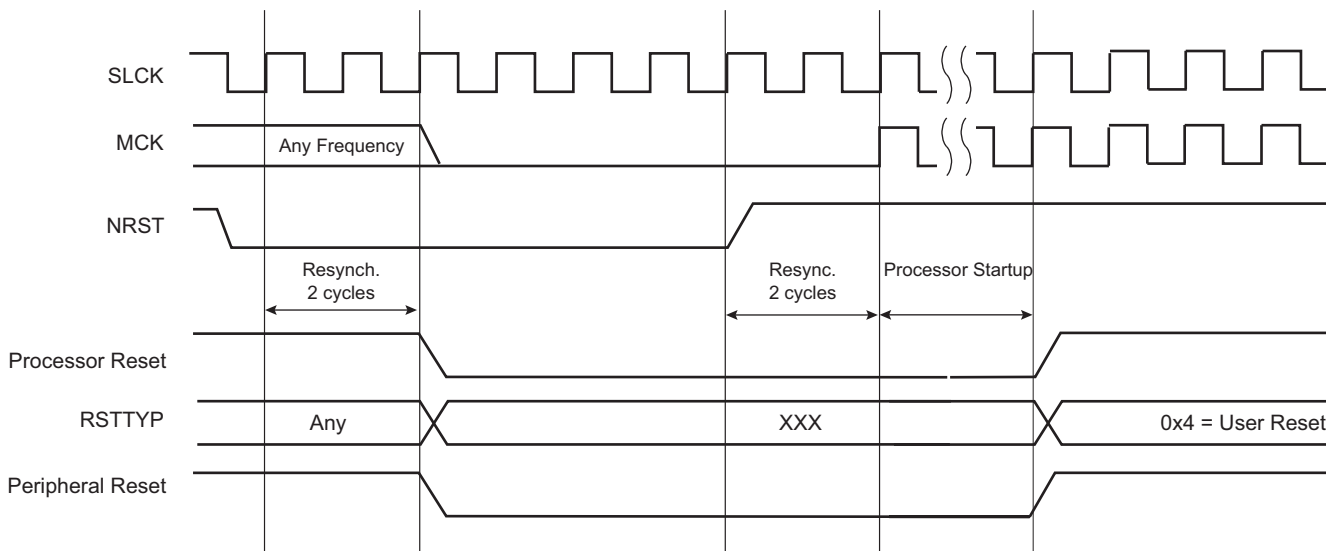 SLCK
MCK
Any Frequency
NRST
Resynch.
2 cycles
Resync.
2 cycles
Processor Startup
Processor Reset
RSTTYP
Any
XXX
0x4 = User Reset
Peripheral Reset